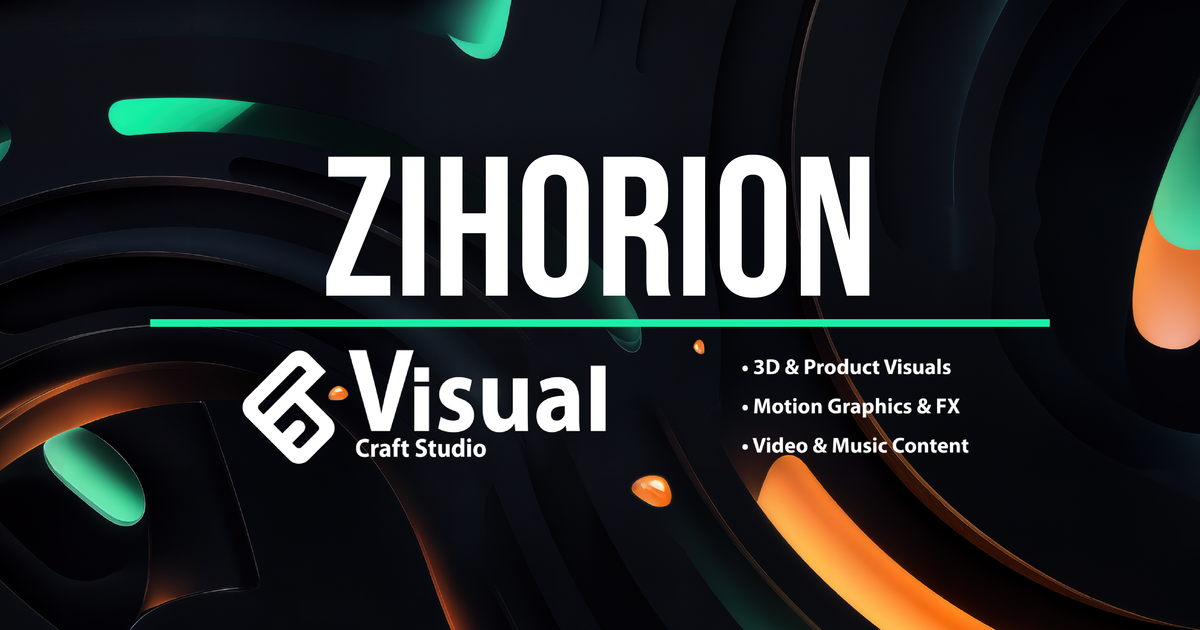 ZIHORION
Visual
Craft Studio
• 3D & Product Visuals
• Motion Graphics & FX
• Video & Music Content